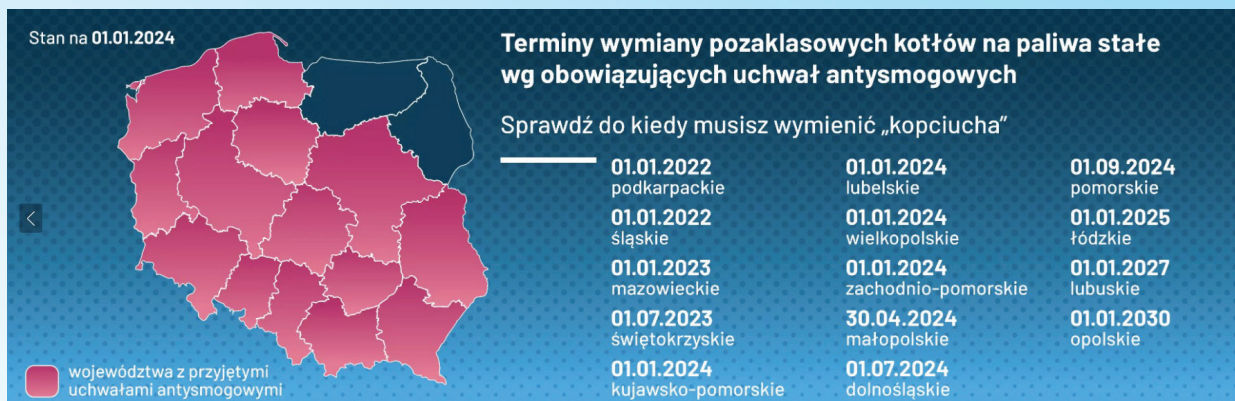 Stan na 01.01.2024
Terminy wymiany pozaklasowych kotłów na paliwa stałe
wg obowiązujących uchwał antysmogowych
Sprawdź do kiedy musisz wymienić „kopciucha”
01.01.2022
podkarpackie
01.01.2022
śląskie
01.01.2023
mazowieckie
01.07.2023
świętokrzyskie
01.01.2024
kujawsko-pomorskie
01.01.2024
lubelskie
01.01.2024
wielkopolskie
01.01.2024
zachodnio-pomorskie
30.04.2024
małopolskie
01.07.2024
dolnośląskie
01.09.2024
pomorskie
01.01.2025
łódzkie
01.01.2027
lubuskie
01.01.2030
opolskie
województwa z przyjętymi
uchwałami antysmogowymi